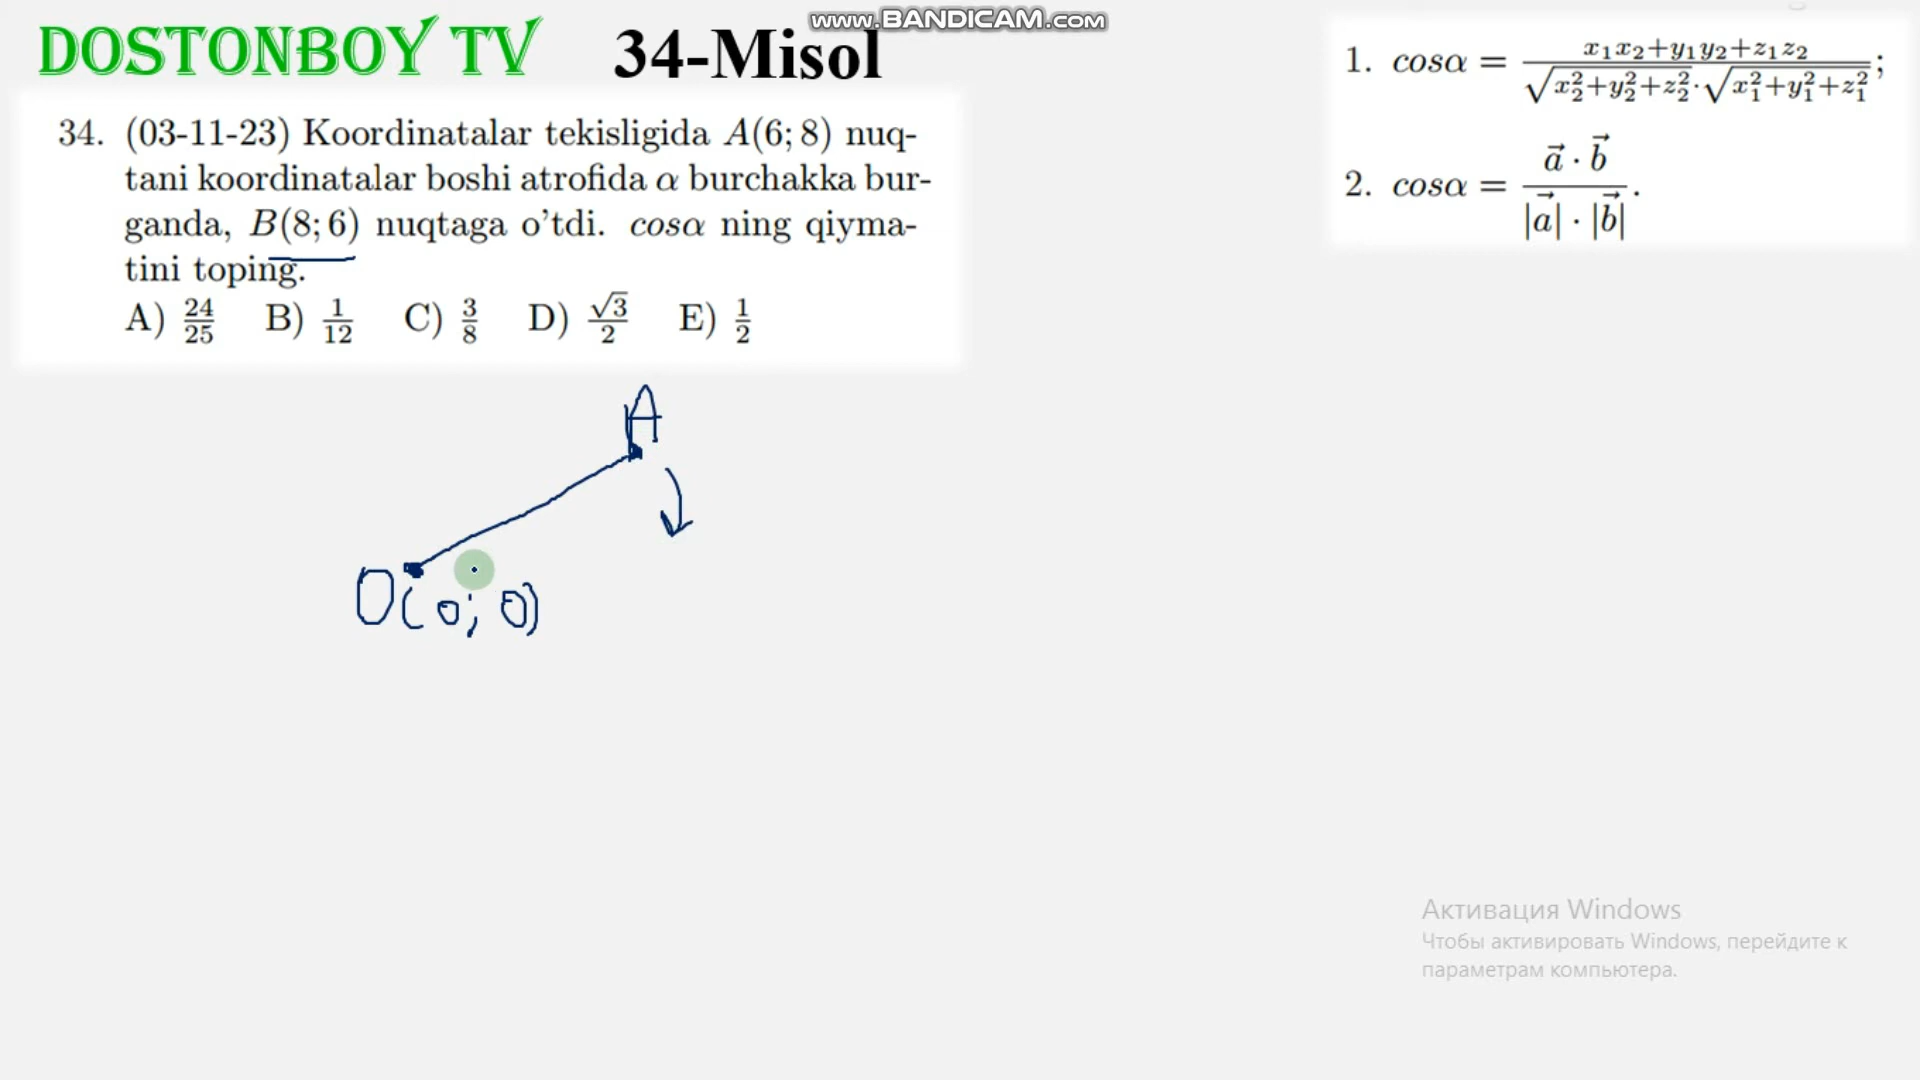 www.BANDICAM.com
DOSTONBOY TV
34-Misol
34. (03-11-23) Koordinatalar tekisligida A(6; 8) nuq-
tani koordinatalar boshi atrofida α burchakka bur-
ganda, B(8; 6) nuqtaga o'tdi. cosα ning qiyma-
tini toping.
A) 24/25 B) 1/12 C) 3/8 D) √3/2 E) 1/2
1. cosα = (x₁x₂+y₁y₂+z₁z₂)/(√(x₂²+y₂²+z₂²)·√(x₁²+y₁²+z₁²));
2. cosα = (a⃗ · b⃗)/(|a⃗| · |b⃗|).
A
O(0; 0)
Активация Windows
Чтобы активировать Windows, перейдите к
параметрам компьютера.